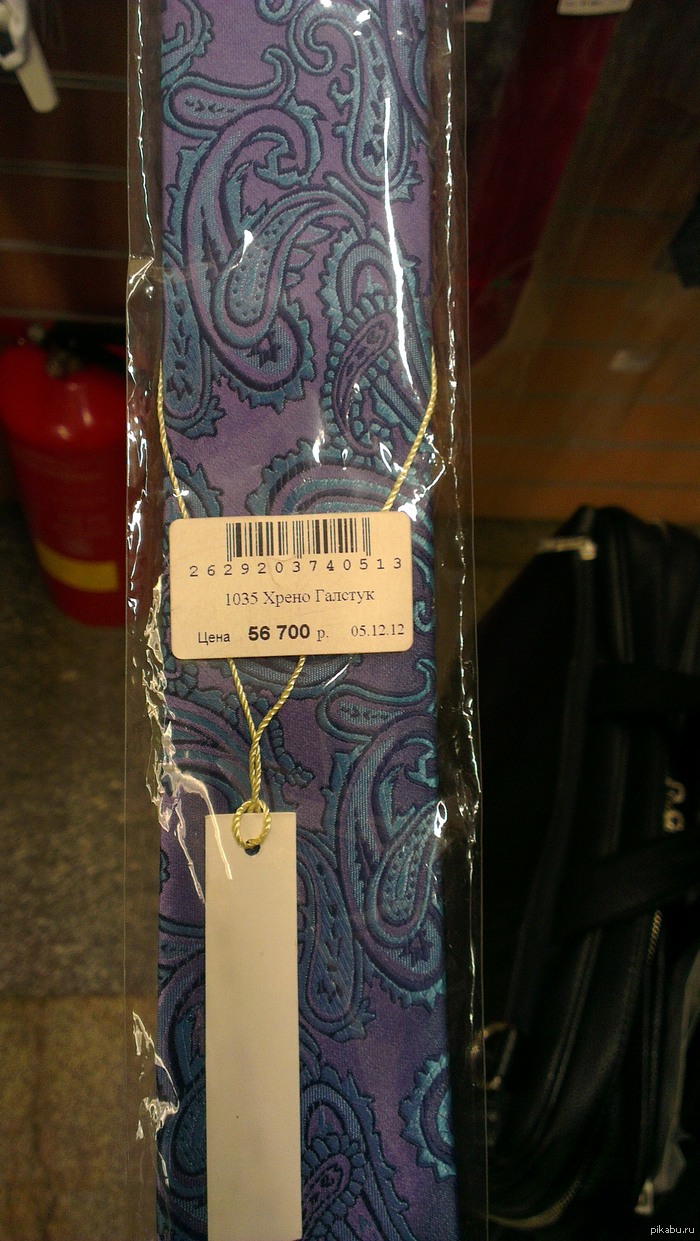 2629203740513
1035 Хрено Галстук
Цена 56 700 р. 05.12.12
pikabu.ru